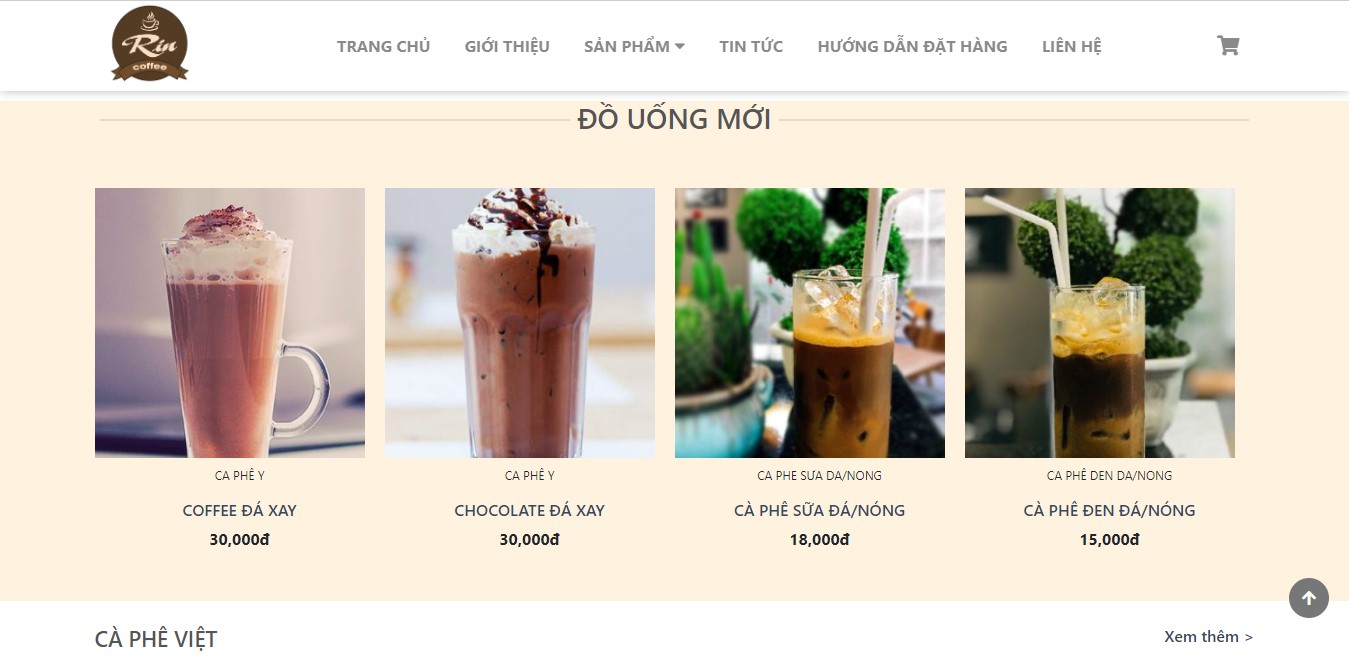 Rin
coffee
TRANG CHỦ GIỚI THIỆU SẢN PHẨM TIN TỨC HƯỚNG DẪN ĐẶT HÀNG LIÊN HỆ
ĐỒ UỐNG MỚI
CA PHÊ Y CA PHÊ Y CA PHE SƯA DA/NONG CA PHÊ DEN DA/NONG
COFFEE ĐÁ XAY CHOCOLATE ĐÁ XAY CÀ PHÊ SỮA ĐÁ/NÓNG CÀ PHÊ ĐEN ĐÁ/NÓNG
30,000đ 30,000đ 18,000đ 15,000đ
CÀ PHÊ VIỆT Xem thêm >